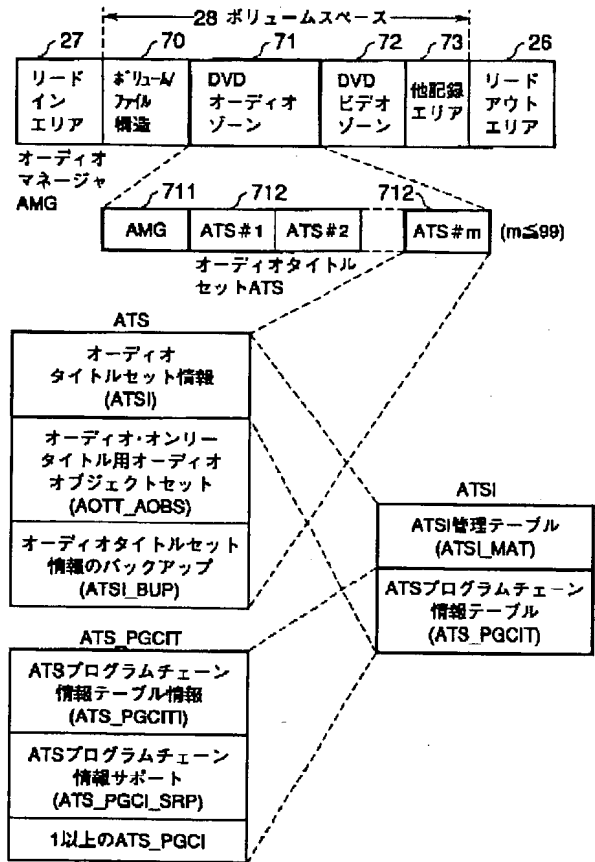 28 ボリュームスペース
27 70 71 72 73 26
リード ボリューム/ DVD DVD 他記録 リード
イン ファイル オーディオ ビデオ エリア アウト
エリア 構造 ゾーン ゾーン エリア
オーディオ
マネージャ
AMG
711 712 712
AMG ATS#1 ATS#2 ATS#m (m≦99)
オーディオタイトル
セットATS
ATS
オーディオ
タイトルセット情報
(ATSI)
オーディオ・オンリー
タイトル用オーディオ
オブジェクトセット
(AOTT_AOBS)
オーディオタイトルセット
情報のバックアップ
(ATSI_BUP)
ATSI
ATSI管理テーブル
(ATSI_MAT)
ATSプログラムチェーン
情報テーブル
(ATS_PGCIT)
ATS_PGCIT
ATSプログラムチェーン
情報テーブル情報
(ATS_PGCITI)
ATSプログラムチェーン
情報サポート
(ATS_PGCI_SRP)
1以上のATS_PGCI